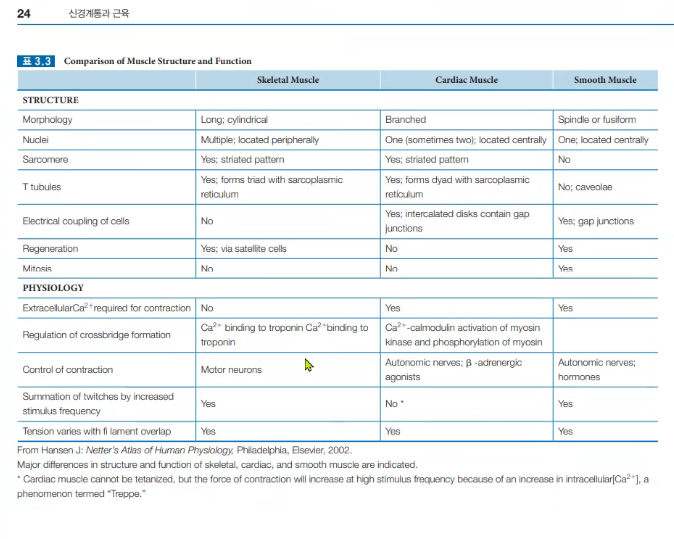 24 신경계통과 근육
표 3.3 Comparison of Muscle Structure and Function
Skeletal Muscle Cardiac Muscle Smooth Muscle
STRUCTURE
Morphology Long; cylindrical Branched Spindle or fusiform
Nuclei Multiple; located peripherally One (sometimes two); located centrally One; located centrally
Sarcomere Yes; striated pattern Yes; striated pattern No
T tubules Yes; forms triad with sarcoplasmic
reticulum Yes; forms dyad with sarcoplasmic
reticulum No; caveolae
Electrical coupling of cells No Yes; intercalated disks contain gap
junctions Yes; gap junctions
Regeneration Yes; via satellite cells No Yes
Mitosis No No Yes
PHYSIOLOGY
ExtracellularCa²⁺required for contraction No Yes Yes
Regulation of crossbridge formation Ca²⁺ binding to troponin Ca²⁺binding to
troponin Ca²⁺-calmodulin activation of myosin
kinase and phosphorylation of myosin
Control of contraction Motor neurons Autonomic nerves; β -adrenergic
agonists Autonomic nerves;
hormones
Summation of twitches by increased
stimulus frequency Yes No * Yes
Tension varies with fi lament overlap Yes Yes Yes
From Hansen J: Netter's Atlas of Human Physiology, Philadelphia, Elsevier, 2002.
Major differences in structure and function of skeletal, cardiac, and smooth muscle are indicated.
* Cardiac muscle cannot be tetanized, but the force of contraction will increase at high stimulus frequency because of an increase in intracellular[Ca²⁺], a
phenomenon termed “Treppe.”